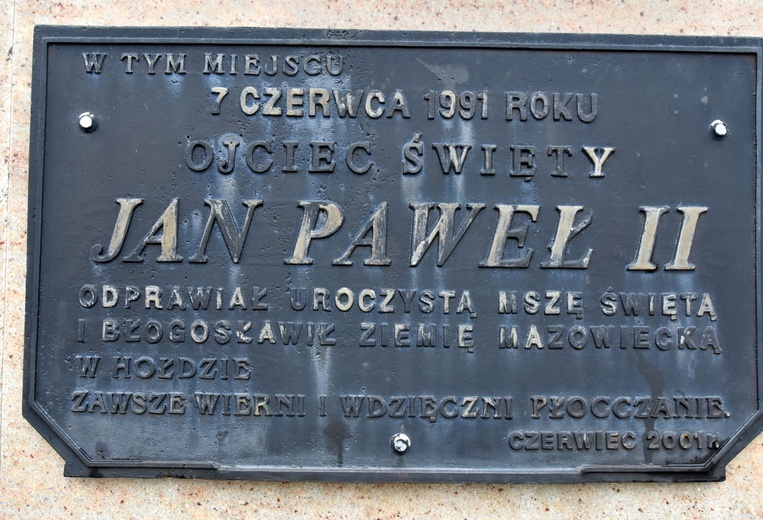 W TYM MIEJSCU
7 CZERWCA 1991 ROKU
OJCIEC ŚWIĘTY
JAN PAWEŁ II
ODPRAWIAŁ UROCZYSTĄ MSZĘ ŚWIĘTĄ
I BŁOGOSŁAWIŁ ZIEMIĘ MAZOWIECKĄ
W HOŁDZIE
ZAWSZE WIERNI I WDZIĘCZNI PŁOCCZANIE.
CZERWIEC 2001 r.